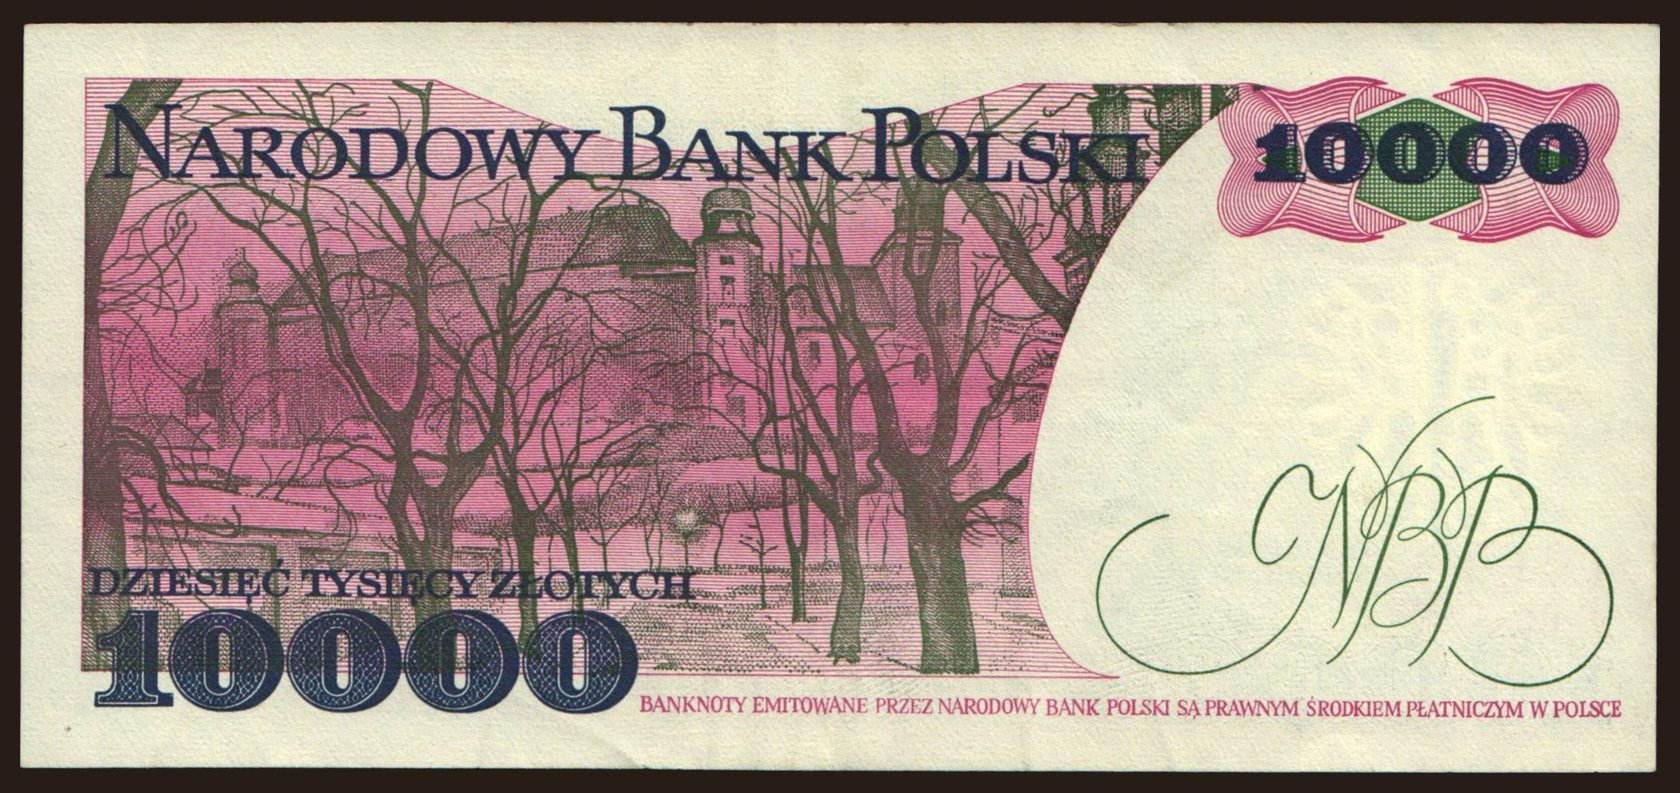 NARODOWY BANK POLSKI
10000
NBP
DZIESIĘĆ TYSIĘCY ZŁOTYCH
10000
BANKNOTY EMITOWANE PRZEZ NARODOWY BANK POLSKI SĄ PRAWNYM ŚRODKIEM PŁATNICZYM W POLSCE